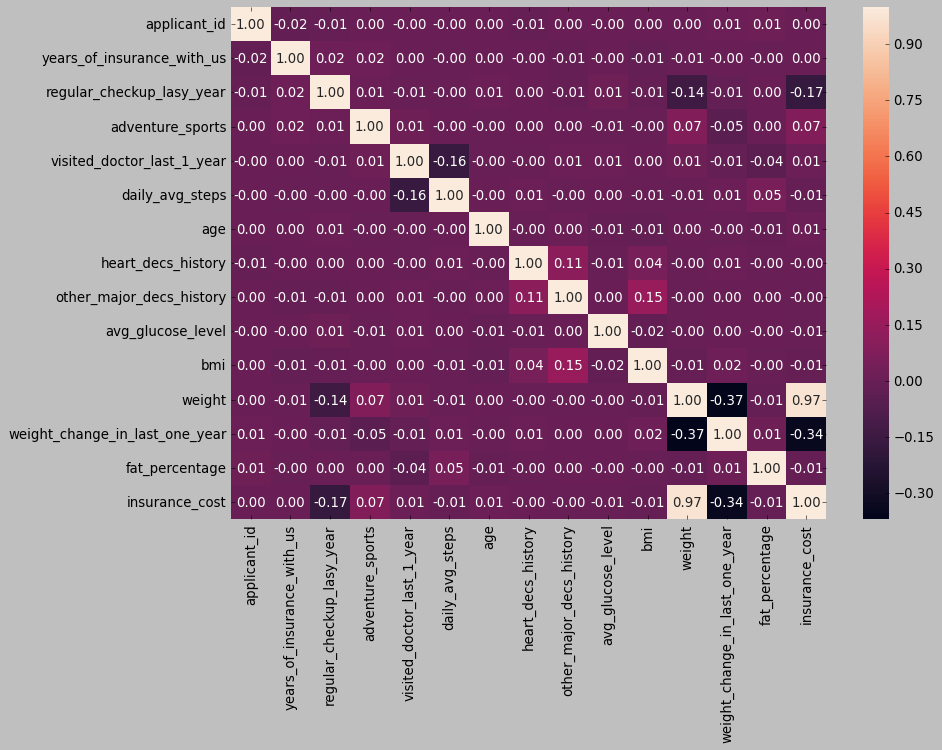 applicant_id 1.00 -0.02 -0.01 0.00 -0.00 -0.00 0.00 -0.01 0.00 -0.00 0.00 0.00 0.01 0.01 0.00
years_of_insurance_with_us -0.02 1.00 0.02 0.02 0.00 -0.00 0.00 0.00 -0.01 -0.00 -0.01 -0.01 -0.00 -0.00 0.00
regular_checkup_lasy_year -0.01 0.02 1.00 0.01 -0.01 -0.00 0.01 0.00 -0.01 0.01 -0.01 -0.14 -0.01 0.00 -0.17
adventure_sports 0.00 0.02 0.01 1.00 0.01 -0.00 0.00 0.00 0.00 -0.01 -0.00 0.07 -0.05 0.00 0.07
visited_doctor_last_1_year -0.00 0.00 -0.01 0.01 1.00 -0.16 -0.00 -0.00 0.01 0.01 0.00 0.01 -0.01 -0.04 0.01
daily_avg_steps -0.00 -0.00 -0.00 -0.00 -0.16 1.00 -0.00 0.01 -0.00 0.00 -0.01 -0.01 0.01 0.05 -0.01
age 0.00 0.00 0.01 0.00 -0.00 -0.00 1.00 -0.00 0.00 -0.01 -0.01 0.00 -0.00 -0.01 0.01
heart_decs_history -0.01 0.00 0.00 0.00 -0.00 0.01 -0.00 1.00 0.11 -0.01 0.04 -0.00 0.01 -0.00 -0.00
other_major_decs_history 0.00 -0.01 -0.01 0.00 0.01 -0.00 0.00 0.11 1.00 0.00 0.15 -0.00 0.00 -0.00 -0.00
avg_glucose_level -0.00 -0.00 0.01 -0.01 0.01 0.00 -0.01 -0.01 0.00 1.00 -0.02 -0.00 0.00 -0.00 -0.01
bmi 0.00 -0.01 -0.01 -0.00 0.00 -0.01 -0.01 0.04 0.15 -0.02 1.00 -0.01 0.02 -0.00 -0.01
weight 0.00 -0.01 -0.14 0.07 0.01 -0.01 0.00 -0.00 -0.00 -0.00 -0.01 1.00 -0.37 -0.01 0.97
weight_change_in_last_one_year 0.01 -0.00 -0.01 -0.05 -0.01 0.01 -0.00 0.01 0.00 0.00 0.02 -0.37 1.00 0.01 -0.34
fat_percentage 0.01 -0.00 0.00 0.00 -0.04 0.05 -0.01 -0.00 -0.00 -0.00 -0.00 -0.01 0.01 1.00 -0.01
insurance_cost 0.00 0.00 -0.17 0.07 0.01 -0.01 0.01 -0.00 -0.00 -0.01 -0.01 0.97 -0.34 -0.01 1.00
applicant_id
years_of_insurance_with_us
regular_checkup_lasy_year
adventure_sports
visited_doctor_last_1_year
daily_avg_steps
age
heart_decs_history
other_major_decs_history
avg_glucose_level
bmi
weight
weight_change_in_last_one_year
fat_percentage
insurance_cost
0.90
0.75
0.60
0.45
0.30
0.15
0.00
−0.15
−0.30